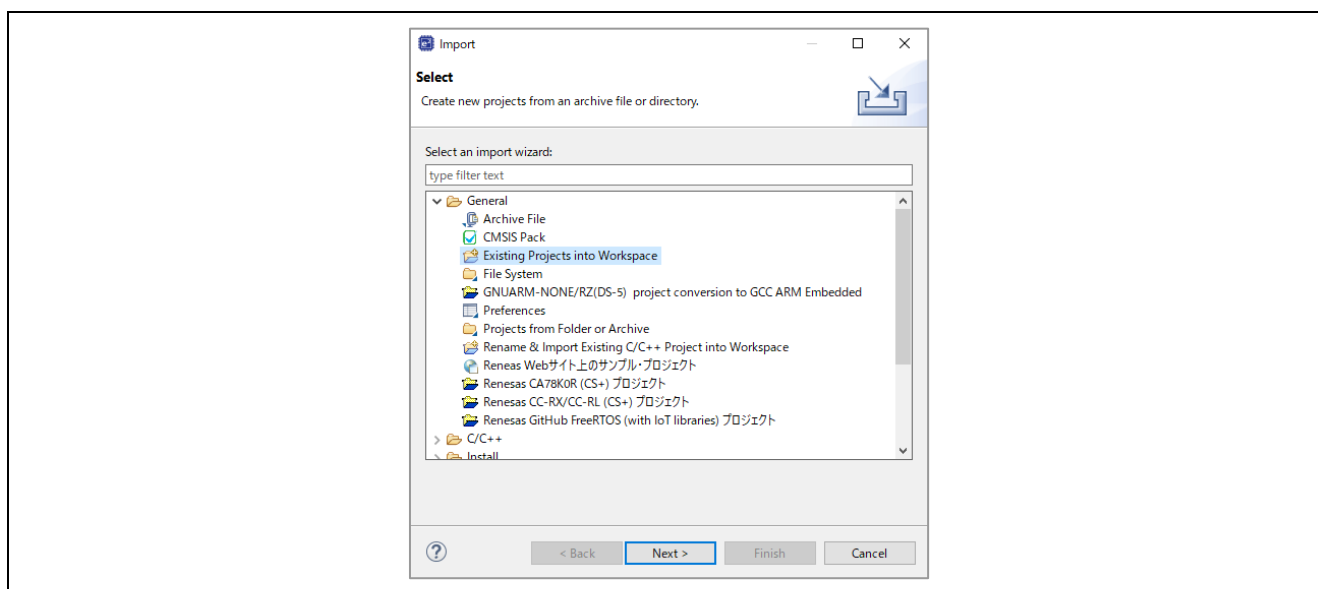 Import
Select
Create new projects from an archive file or directory.
Select an import wizard:
type filter text
General
Archive File
CMSIS Pack
Existing Projects into Workspace
File System
GNUARM-NONE/RZ(DS-5) project conversion to GCC ARM Embedded
Preferences
Projects from Folder or Archive
Rename & Import Existing C/C++ Project into Workspace
Reneas Webサイト上のサンプル・プロジェクト
Renesas CA78K0R (CS+) プロジェクト
Renesas CC-RX/CC-RL (CS+) プロジェクト
Renesas GitHub FreeRTOS (with IoT libraries) プロジェクト
C/C++
Install
? < Back Next > Finish Cancel